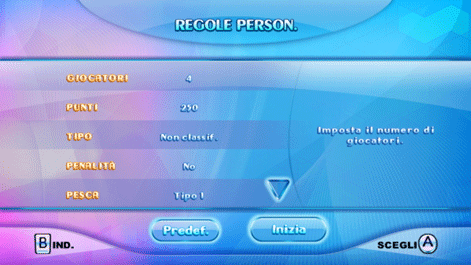 REGOLE PERSON.
GIOCATORI 4
PUNTI 250
TIPO Non classif.
PENALITÀ No
PESCA Tipo 1
Imposta il numero di
giocatori.
Predef. Inizia
B IND. SCEGLI A